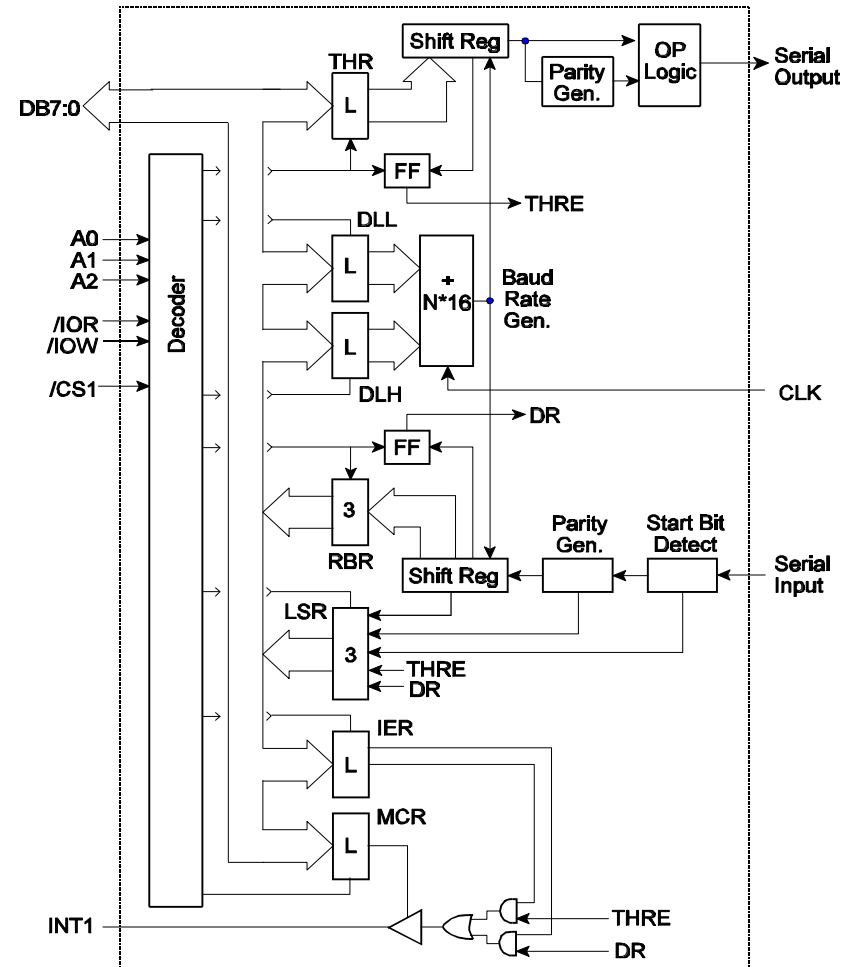 Shift Reg
OP
Logic
Serial
Output
THR
Parity
Gen.
L
DB7:0
FF
THRE
DLL
A0
A1
A2
L
+
N*16
Baud
Rate
Gen.
Decoder
/IOR
/IOW
L
/CS1
DLH
CLK
DR
FF
3
RBR
Parity
Gen.
Start Bit
Detect
Shift Reg
Serial
Input
LSR
3
THRE
DR
IER
L
MCR
L
INT1
THRE
DR